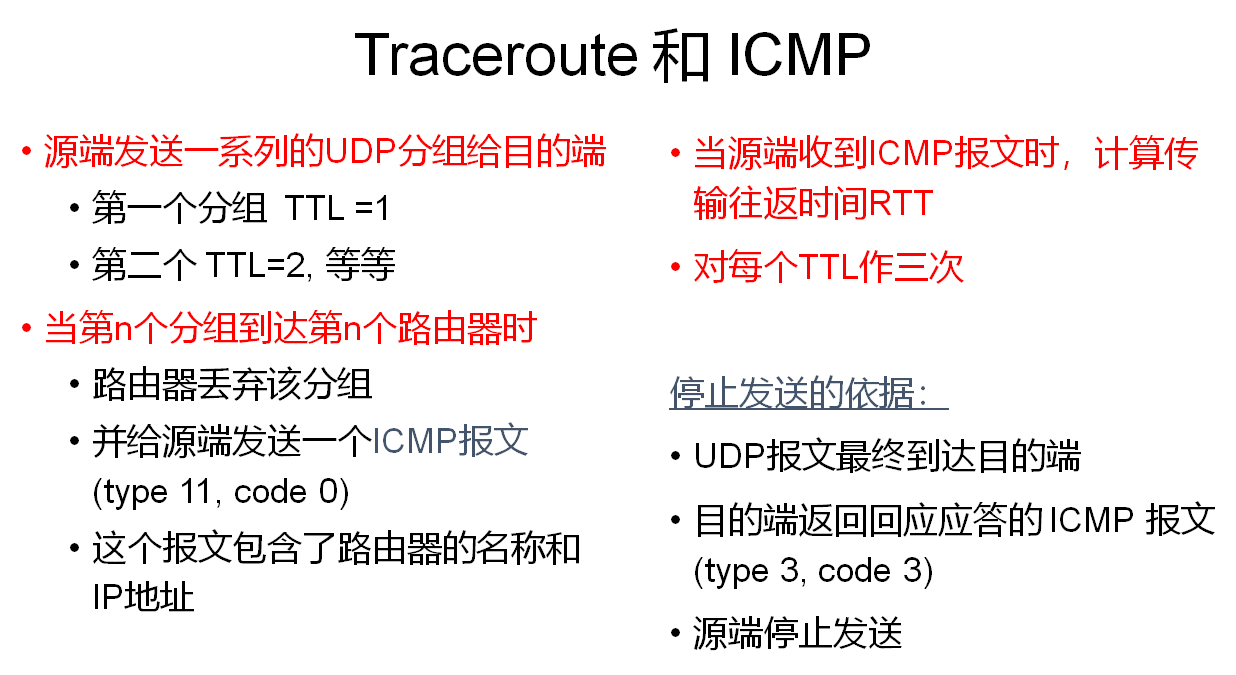 Traceroute 和 ICMP
• 源端发送一系列的UDP分组给目的端
• 第一个分组 TTL =1
• 第二个 TTL=2, 等等
• 当第n个分组到达第n个路由器时
• 路由器丢弃该分组
• 并给源端发送一个ICMP报文
(type 11, code 0)
• 这个报文包含了路由器的名称和
IP地址
• 当源端收到ICMP报文时，计算传
输往返时间RTT
• 对每个TTL作三次
停止发送的依据：
• UDP报文最终到达目的端
• 目的端返回回应应答的 ICMP 报文
(type 3, code 3)
• 源端停止发送